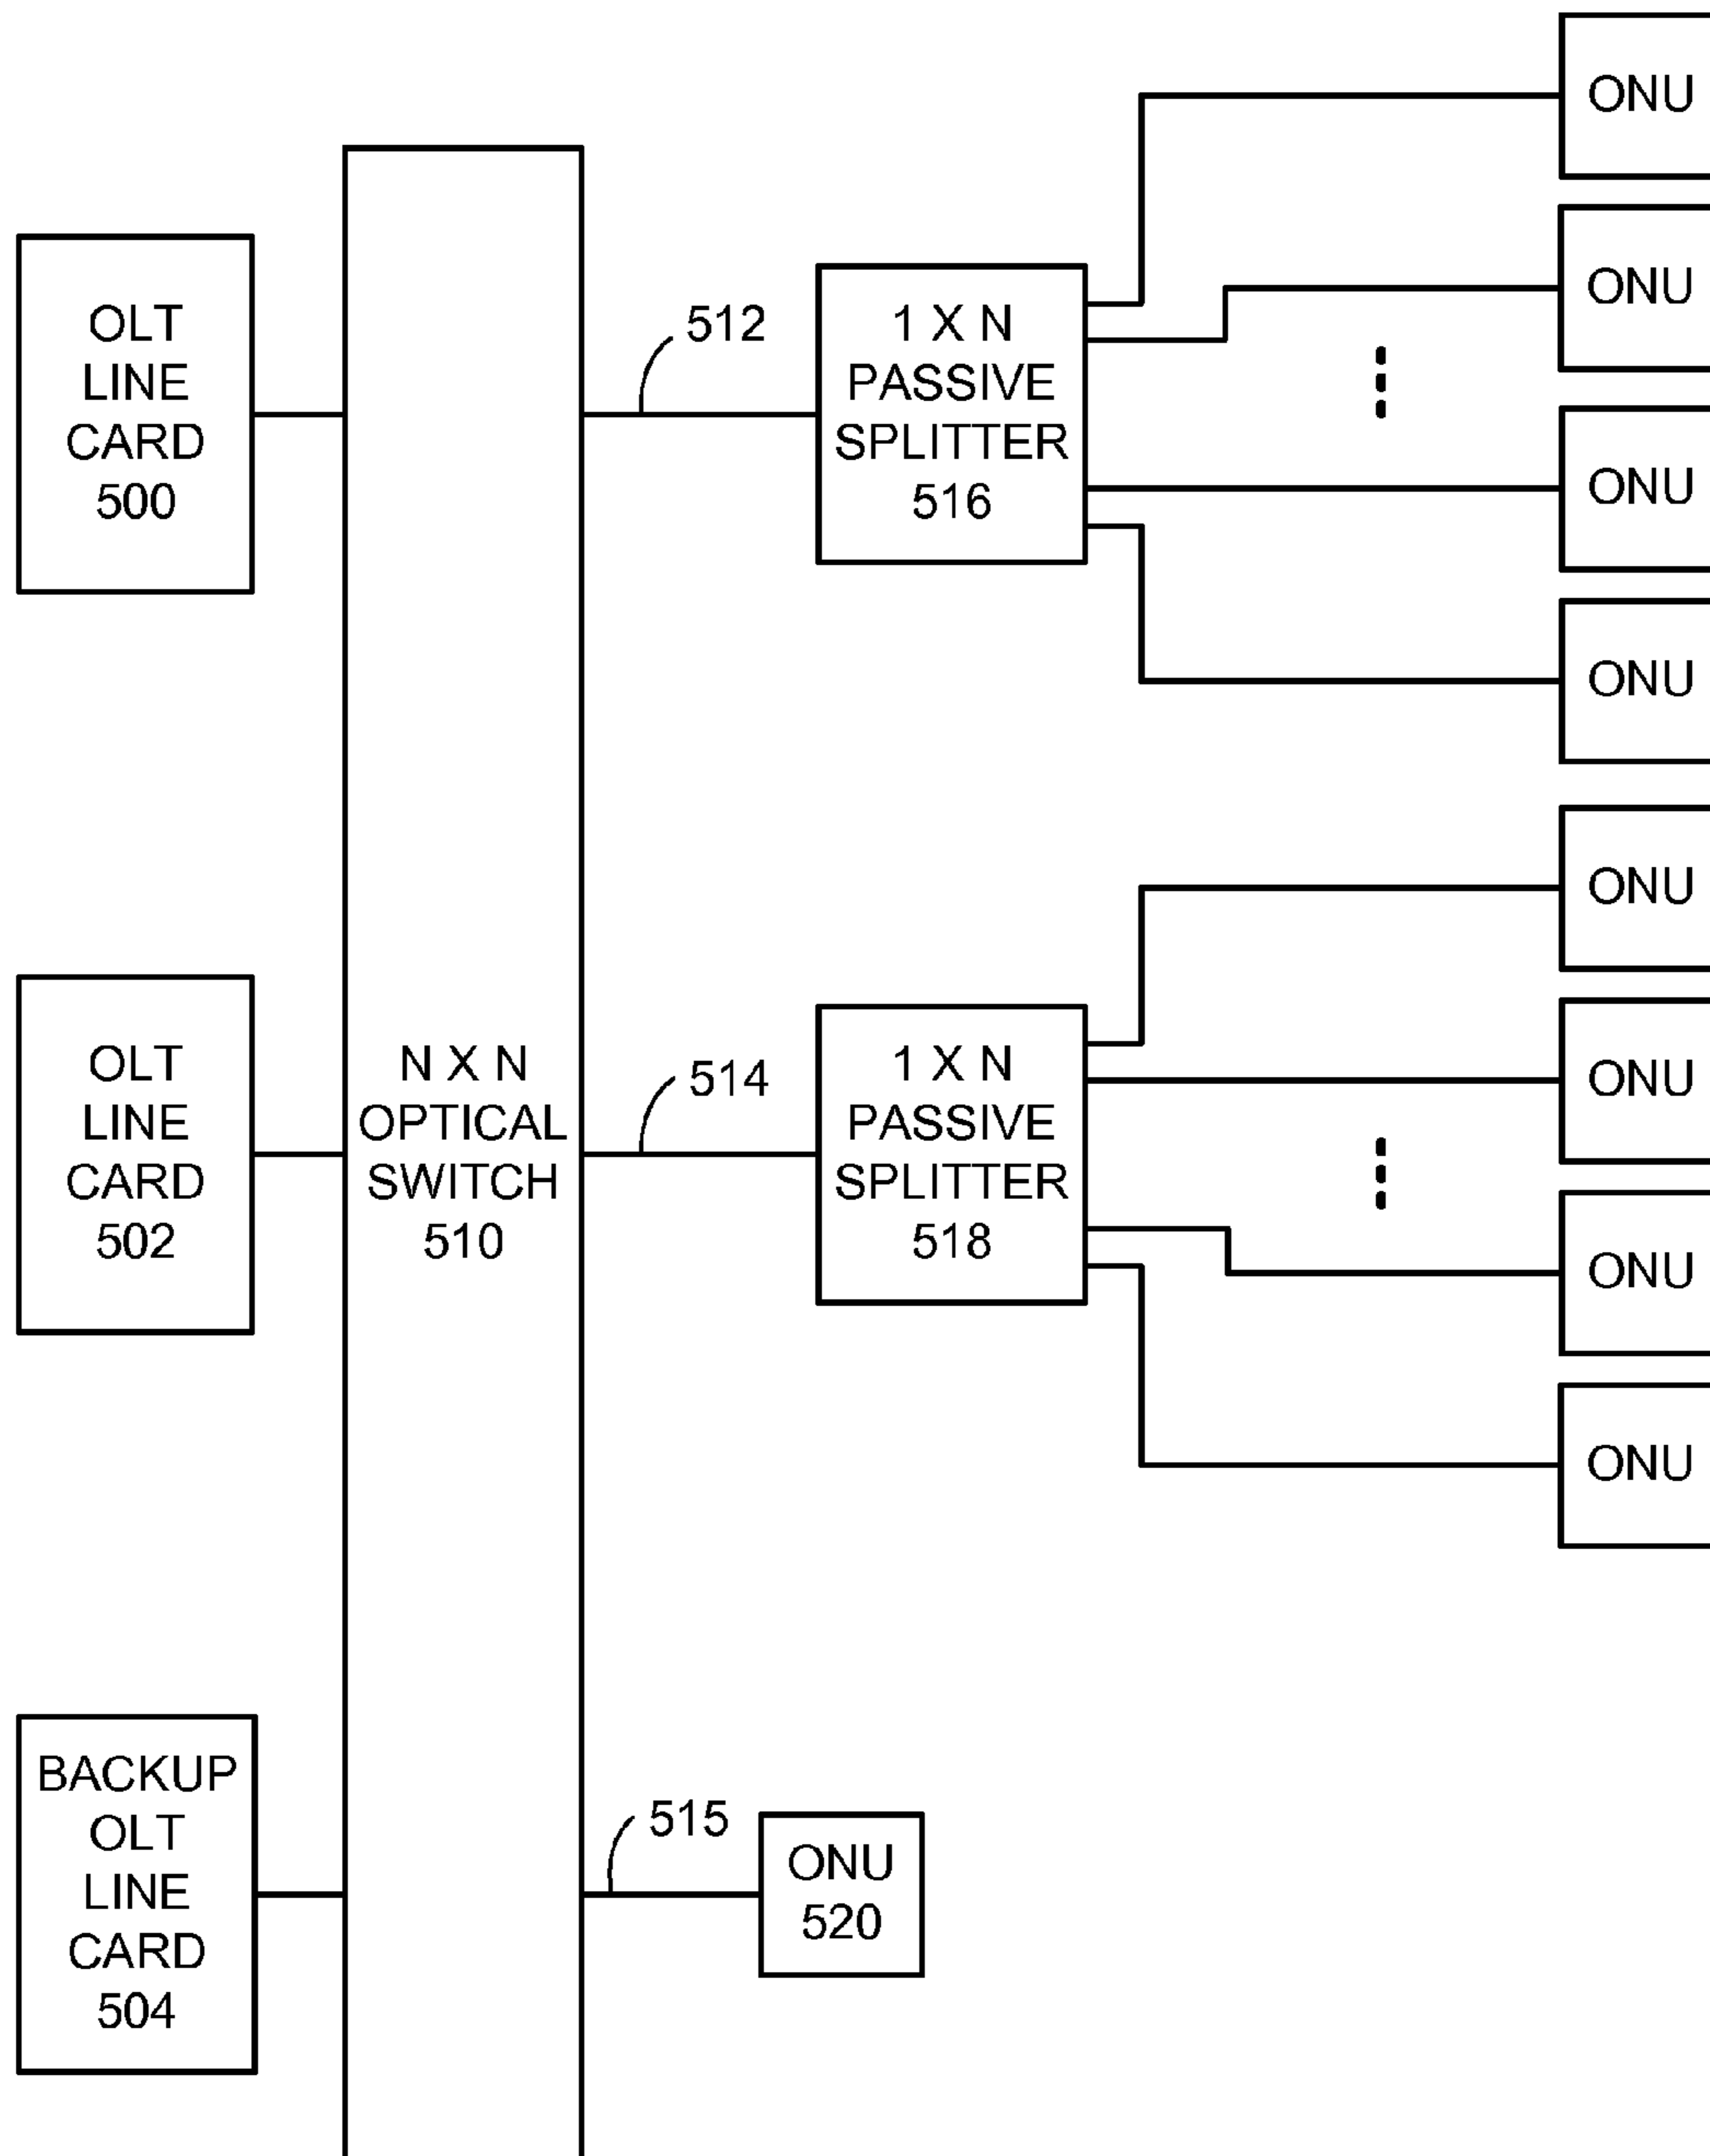 ONU
ONU
OLT
LINE
CARD
500
512
1 X N
PASSIVE
SPLITTER
516
ONU
ONU
ONU
OLT
LINE
CARD
502
N X N
OPTICAL
SWITCH
510
514
1 X N
PASSIVE
SPLITTER
518
ONU
ONU
ONU
BACKUP
OLT
LINE
CARD
504
515
ONU
520